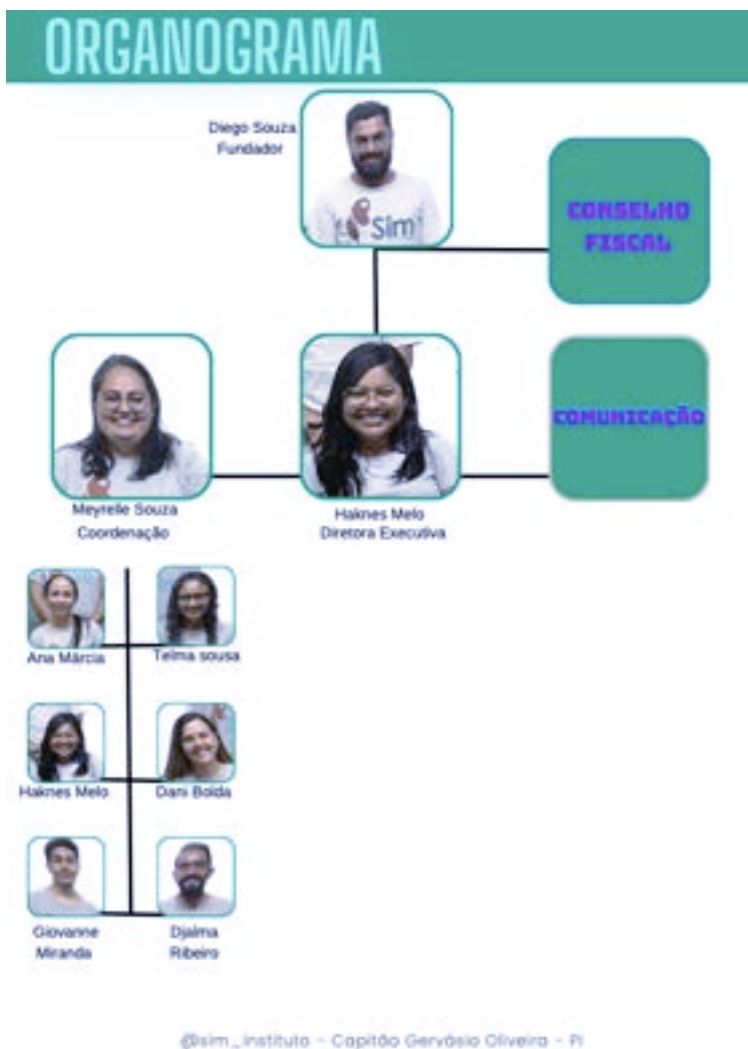 ORGANOGRAMA
Diego Souza
Fundador
Sim
CONSELHO
FISCAL
COMUNICAÇÃO
Meyrelle Souza
Coordenação
Haknes Melo
Diretora Executiva
Ana Márcia
Telma sousa
Haknes Melo
Dani Bolda
Giovanne
Miranda
Djalma
Ribeiro
@sim_instituto - Capitão Gervásio Oliveira - PI